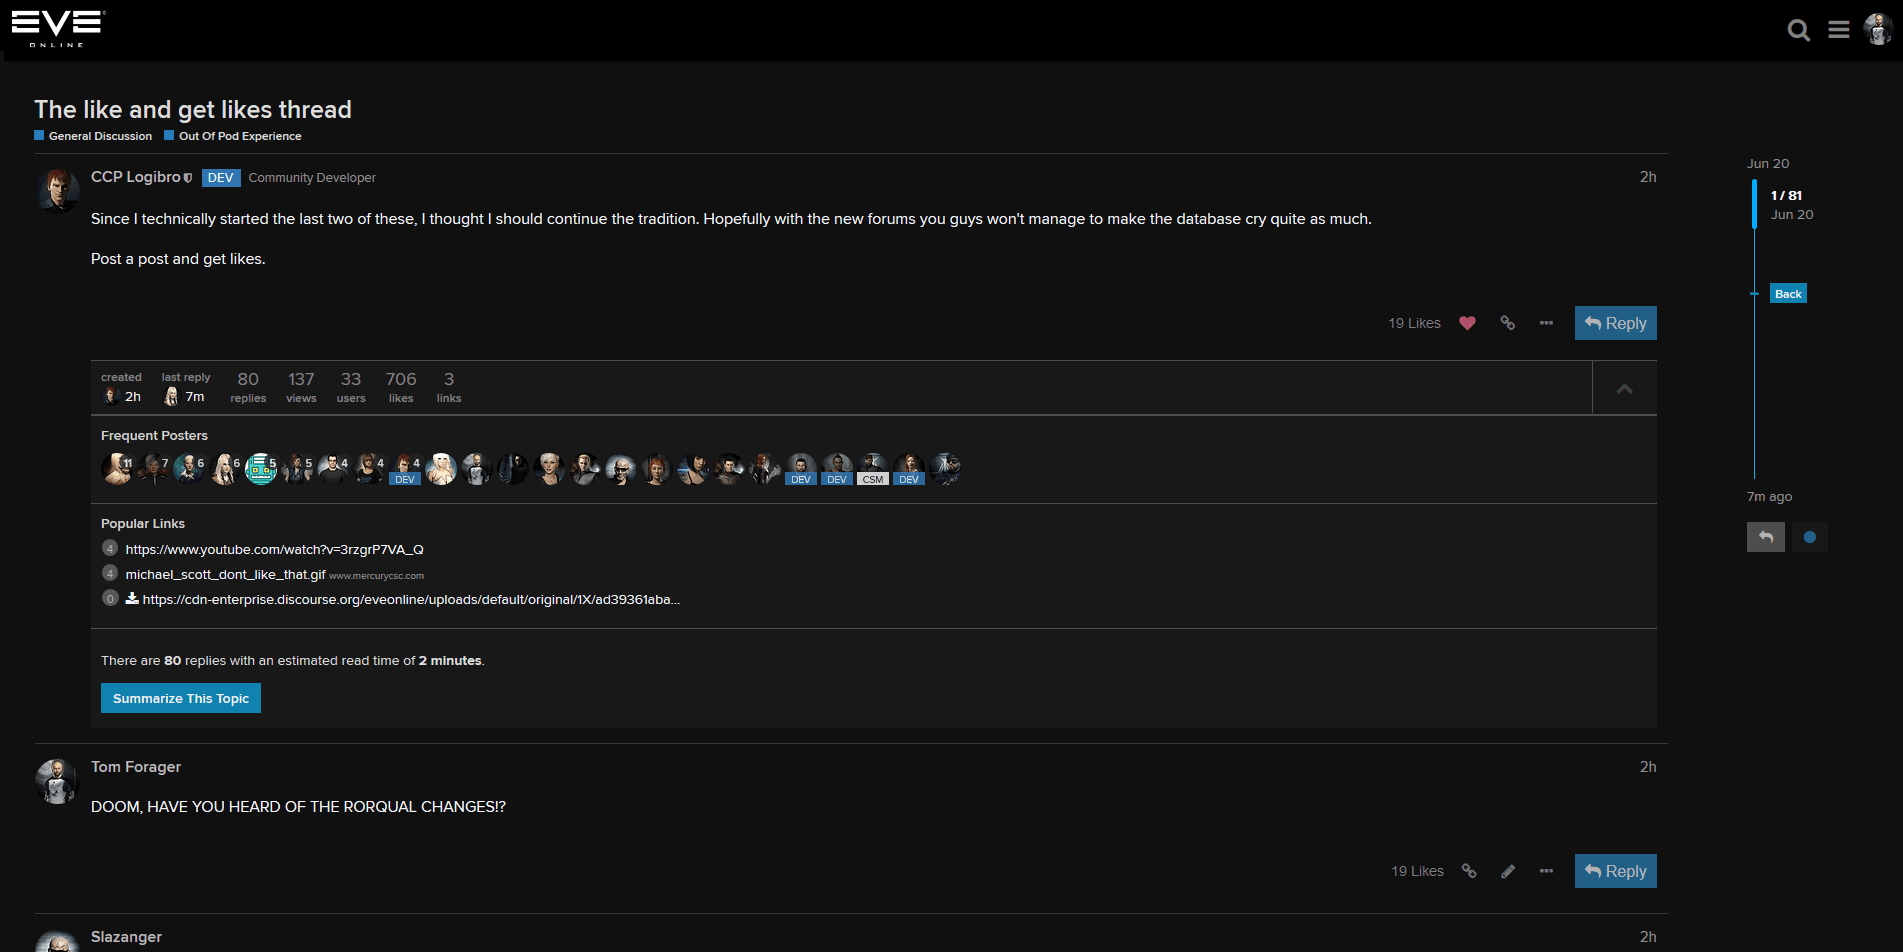 EVE
ONLINE
The like and get likes thread
General Discussion Out Of Pod Experience
CCP Logibro DEV Community Developer 2h
Since I technically started the last two of these, I thought I should continue the tradition. Hopefully with the new forums you guys won't manage to make the database cry quite as much.
Post a post and get likes.
19 Likes Reply
created last reply 80 137 33 706 3
2h 7m replies views users likes links
Frequent Posters
11 7 6 6 5 5 4 4 4
DEV DEV DEV CSM DEV
Popular Links
4 https://www.youtube.com/watch?v=3rzgrP7VA_Q
4 michael_scott_dont_like_that.gif www.mercurycsc.com
0 https://cdn-enterprise.discourse.org/eveonline/uploads/default/original/1X/ad39361aba...
There are 80 replies with an estimated read time of 2 minutes.
Summarize This Topic
Tom Forager 2h
DOOM, HAVE YOU HEARD OF THE RORQUAL CHANGES!?
19 Likes Reply
Slazanger 2h
Jun 20
1 / 81
Jun 20
Back
7m ago